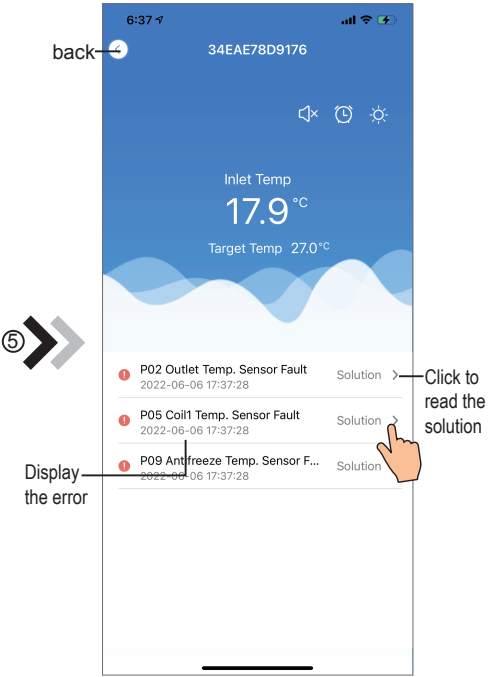 6:37
back
34EAE78D9176
Inlet Temp
17.9 °C
Target Temp 27.0°C
⑤
P02 Outlet Temp. Sensor Fault
2022-06-06 17:37:28
Solution
Click to
read the
solution
P05 Coil1 Temp. Sensor Fault
2022-06-06 17:37:28
Solution
P09 Antifreeze Temp. Sensor F...
2022-06-06 17:37:28
Solution
Display
the error